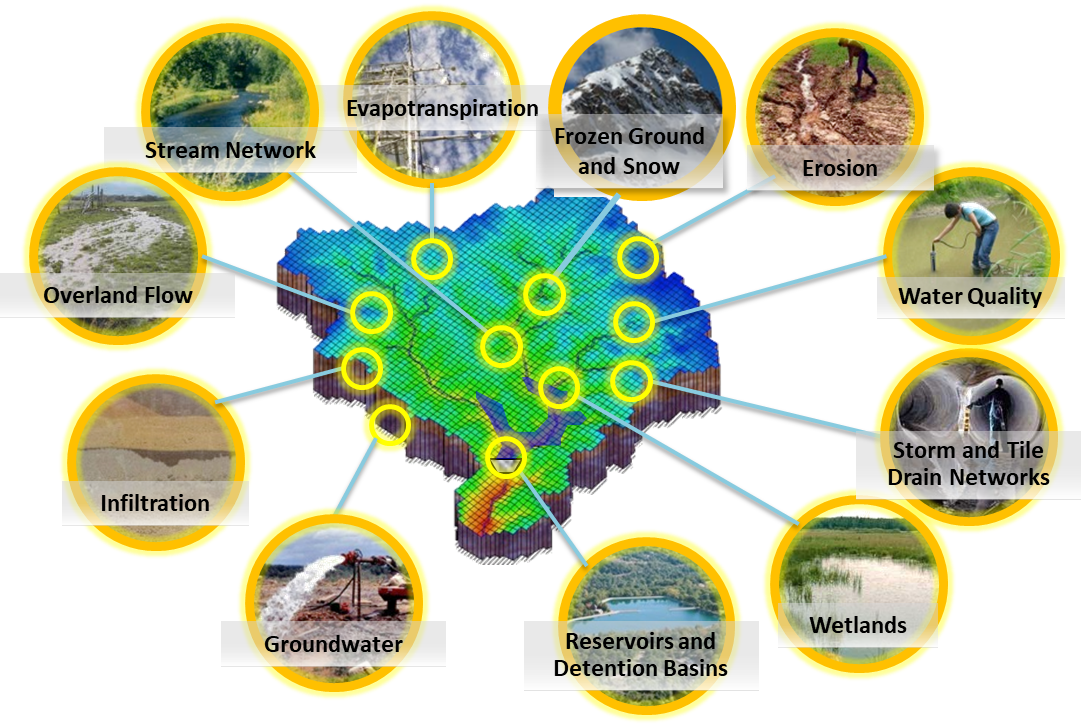 Evapotranspiration
Stream Network
Frozen Ground
and Snow
Erosion
Overland Flow
Water Quality
Infiltration
Storm and Tile
Drain Networks
Groundwater
Reservoirs and
Detention Basins
Wetlands